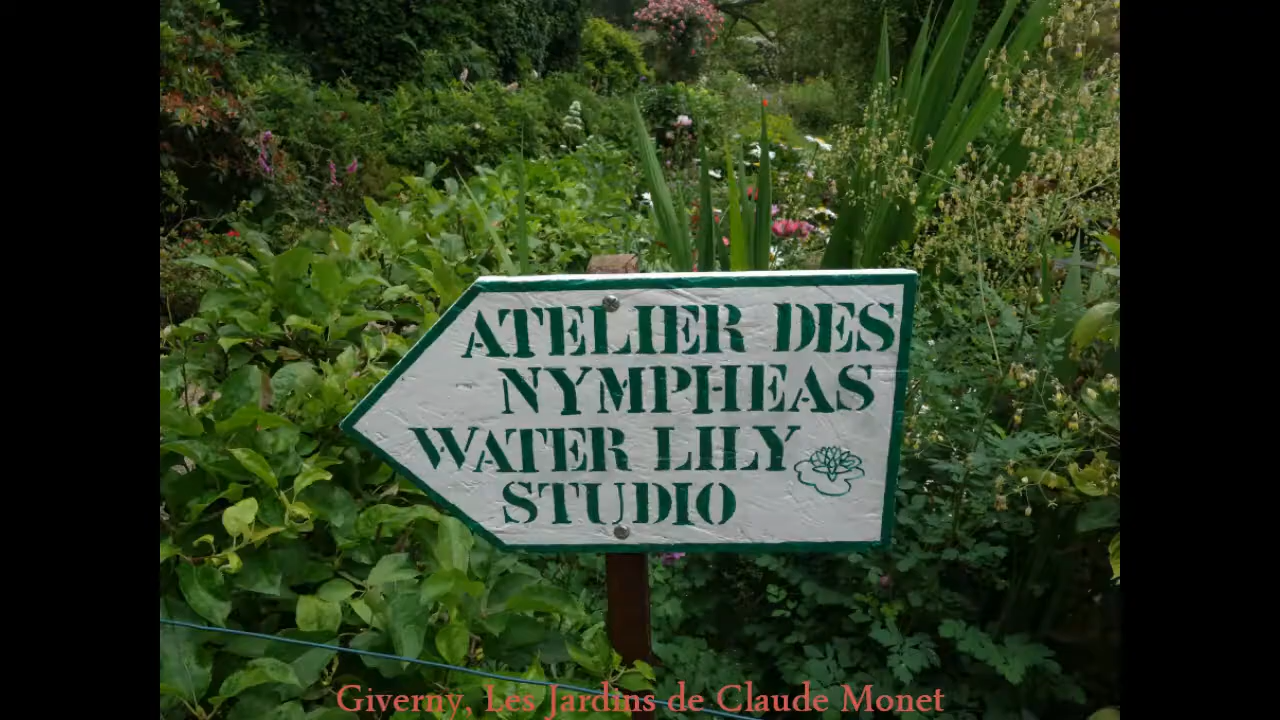 ATELIER DES
NYMPHEAS
WATER LILY
STUDIO
Giverny, Les Jardins de Claude Monet